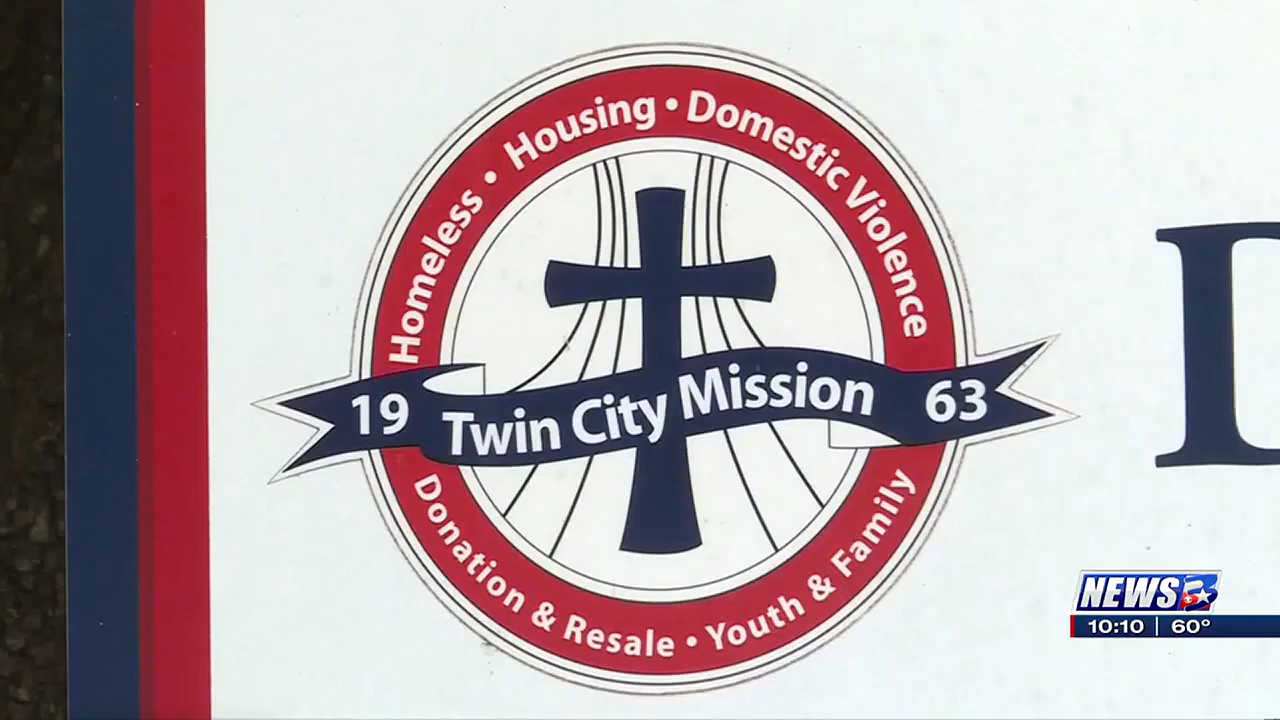 Homeless • Housing • Domestic Violence
19 Twin City Mission 63
Donation & Resale • Youth & Family
D
NEWS 3
10:10 | 60°